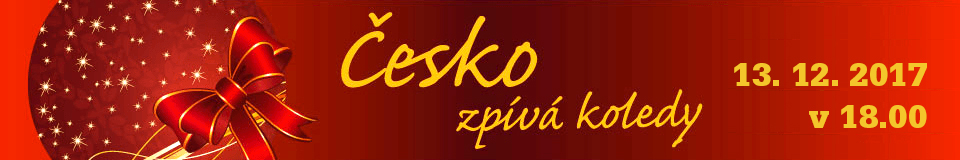 Česko
zpívá koledy
13. 12. 2017
v 18.00